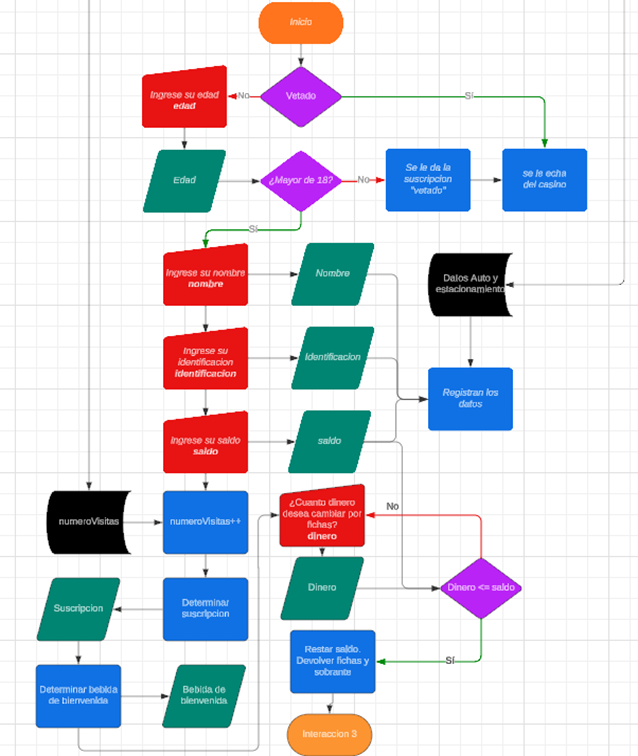 Inicio
Ingrese su edad
edad
No
Vetado
Sí
Edad
¿Mayor de 18?
No
Se le da la
suscripcion
"vetado"
se le echa
del casino
Sí
Ingrese su nombre
nombre
Nombre
Datos Auto y
estacionamiento
Ingrese su
identificacion
identificacion
Identificacion
Registran los
datos
Ingrese su saldo
saldo
saldo
numeroVisitas
numeroVisitas++
¿Cuanto dinero
desea cambiar por
fichas?
dinero
No
Suscripcion
Determinar
suscripcion
Dinero
Dinero <= saldo
Determinar bebida
de bienvenida
Bebida de
bienvenida
Restar saldo.
Devolver fichas y
sobrante
Sí
Interaccion 3